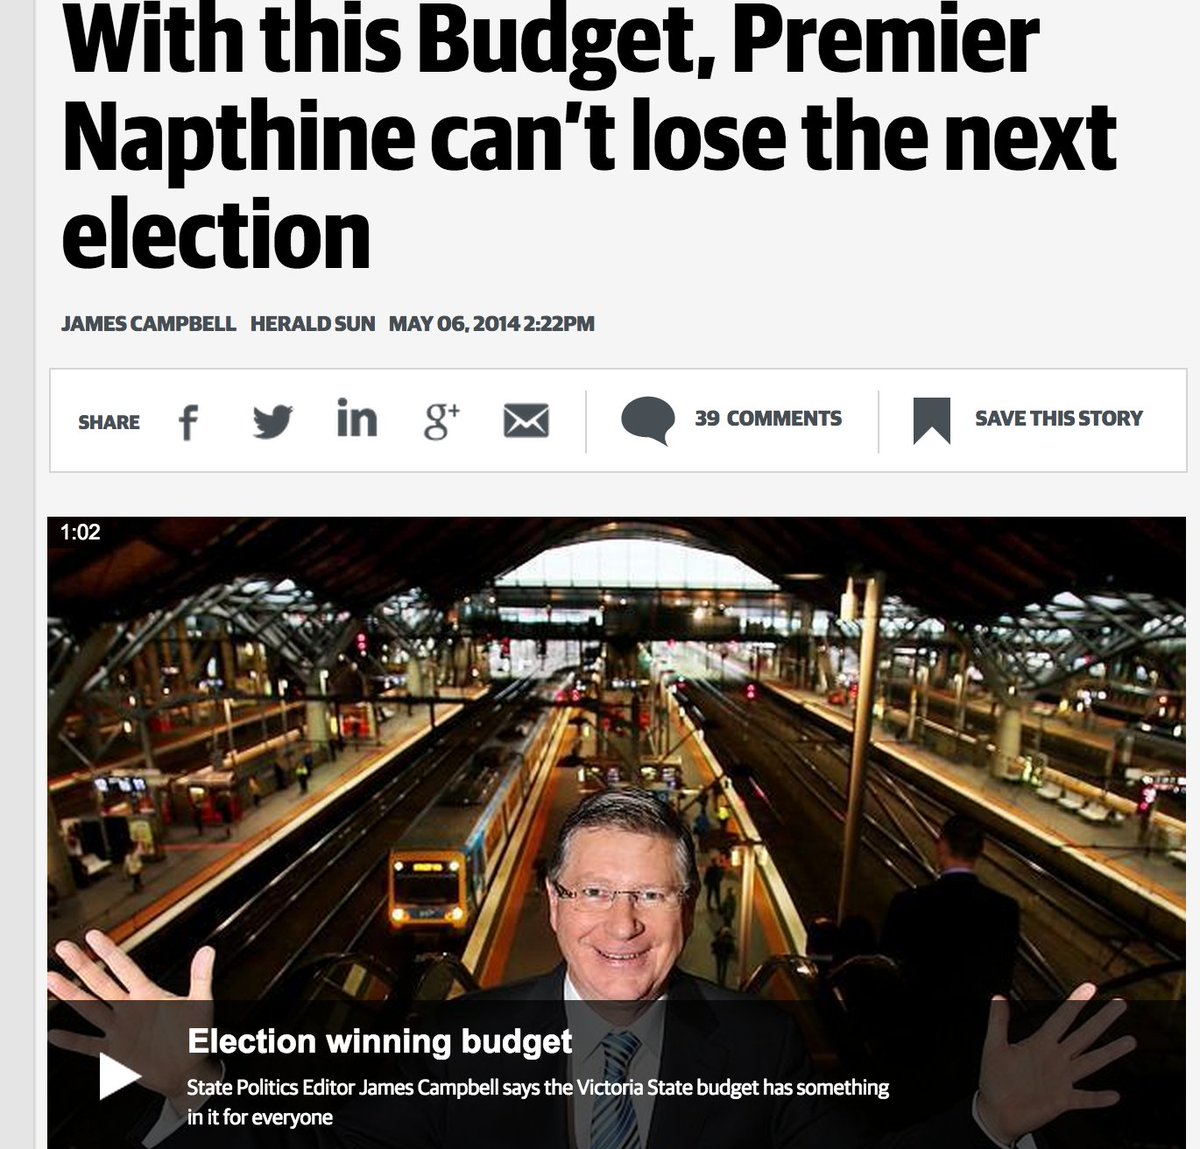 With this Budget, Premier
Napthine can't lose the next
election
JAMES CAMPBELL HERALD SUN MAY 06, 2014 2:22PM
SHARE f in g+ 39 COMMENTS SAVE THIS STORY
1:02
Election winning budget
State Politics Editor James Campbell says the Victoria State budget has something
in it for everyone